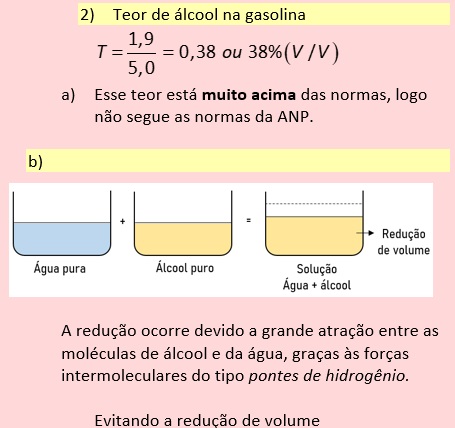 2) Teor de álcool na gasolina
T = 1,9 / 5,0 = 0,38 ou 38% (V / V)
a) Esse teor está muito acima das normas, logo
não segue as normas da ANP.
b)
+
=
Redução
de volume
Água pura
Álcool puro
Solução
Água + álcool
A redução ocorre devido a grande atração entre as
moléculas de álcool e da água, graças às forças
intermoleculares do tipo pontes de hidrogênio.
Evitando a redução de volume